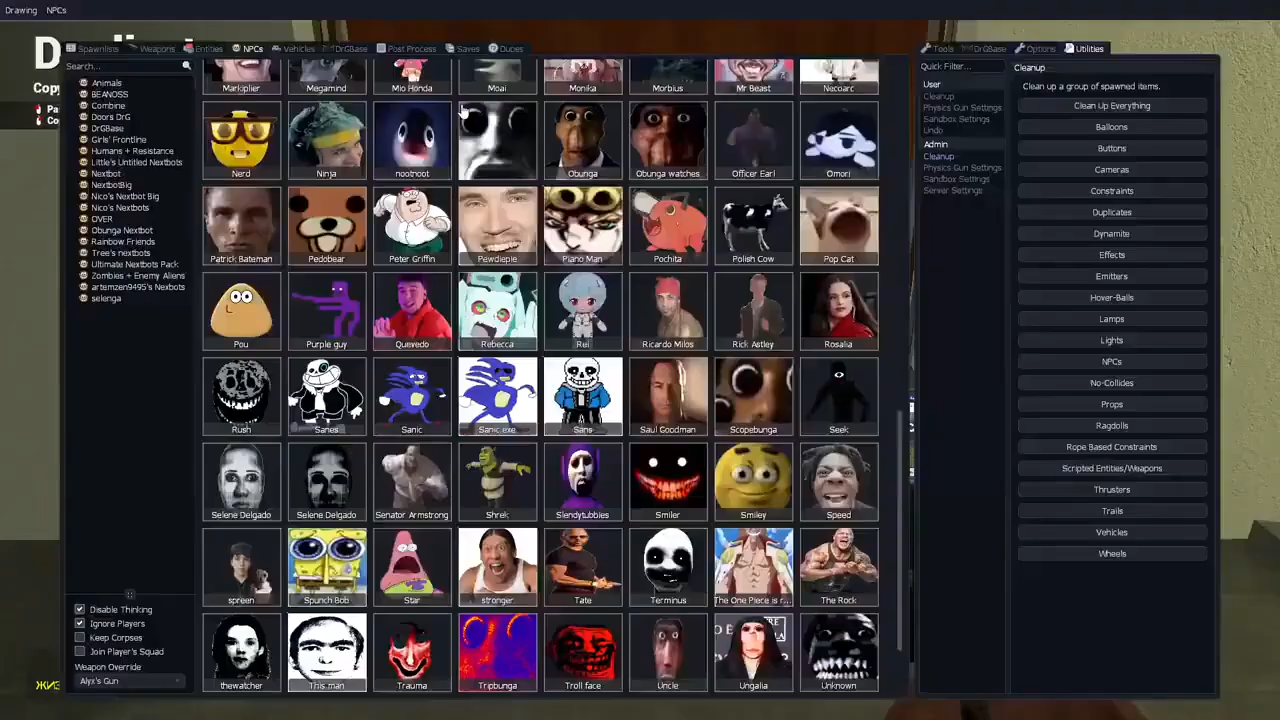 Drawing NPCs
D
Copy
Pa
Co
Spawnlists Weapons Entities NPCs Vehicles DrGBase Post Process Saves Dupes
Search...
Animals
BEANOSS
Combine
Doors DrG
DrGBase
Girls' Frontline
Humans + Resistance
Little's Untitled Nextbots
Nextbot
NextbotBig
Nico's Nextbot Big
Nico's Nextbots
OVER
Obunga Nextbot
Rainbow Friends
Tree's nextbots
Ultimate Nextbots Pack
Zombies + Enemy Aliens
artemzen9495's Nextbots
selenga
Disable Thinking
Ignore Players
Keep Corpses
Join Player's Squad
Weapon Override
Alyx's Gun
ЖИЗ
Markiplier Megamind Mio Honda Moai Monika Morbius Mr Beast Necoarc
Nerd Ninja nootnoot Obunga Obunga watches Officer Earl Omori
Patrick Bateman Pedobear Peter Griffin Pewdiepie Piano Man Pochita Polish Cow Pop Cat
Pou Purple guy Quevedo Rebecca Rei Ricardo Milos Rick Astley Rosalia
Rush Sanes Sanic Sanic.exe Sans Saul Goodman Scopebunga Seek
Selene Delgado Selene Delgado Senator Armstrong Shrek Slendytubbies Smiler Smiley Speed
spreen Spunch Bob Star stronger Tate Terminus The One Piece is r... The Rock
thewatcher This man Trauma Tripbunga Troll face Uncle Ungalia Unknown
Tools DrGBase Options Utilities
Quick Filter...
User
Cleanup
Physics Gun Settings
Sandbox Settings
Undo
Admin
Cleanup
Physics Gun Settings
Sandbox Settings
Server Settings
Cleanup
Clean up a group of spawned items.
Clean Up Everything
Balloons
Buttons
Cameras
Constraints
Duplicates
Dynamite
Effects
Emitters
Hover-Balls
Lamps
Lights
NPCs
No-Collides
Props
Ragdolls
Rope Based Constraints
Scripted Entities/Weapons
Thrusters
Trails
Vehicles
Wheels